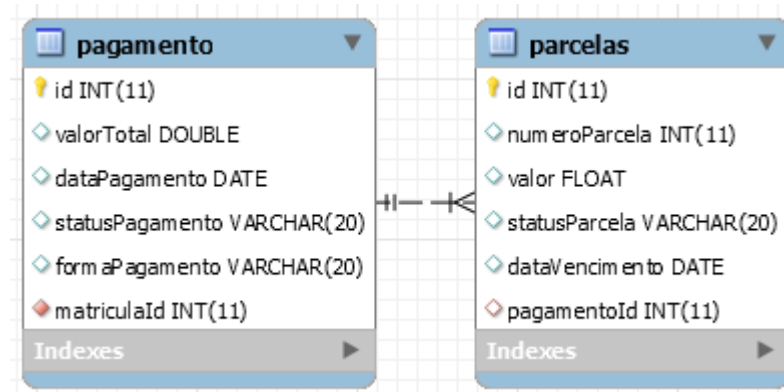 pagamento
id INT(11)
valorTotal DOUBLE
dataPagamento DATE
statusPagamento VARCHAR(20)
formaPagamento VARCHAR(20)
matriculaId INT(11)
Indexes
parcelas
id INT(11)
numeroParcela INT(11)
valor FLOAT
statusParcela VARCHAR(20)
dataVencimento DATE
pagamentoId INT(11)
Indexes